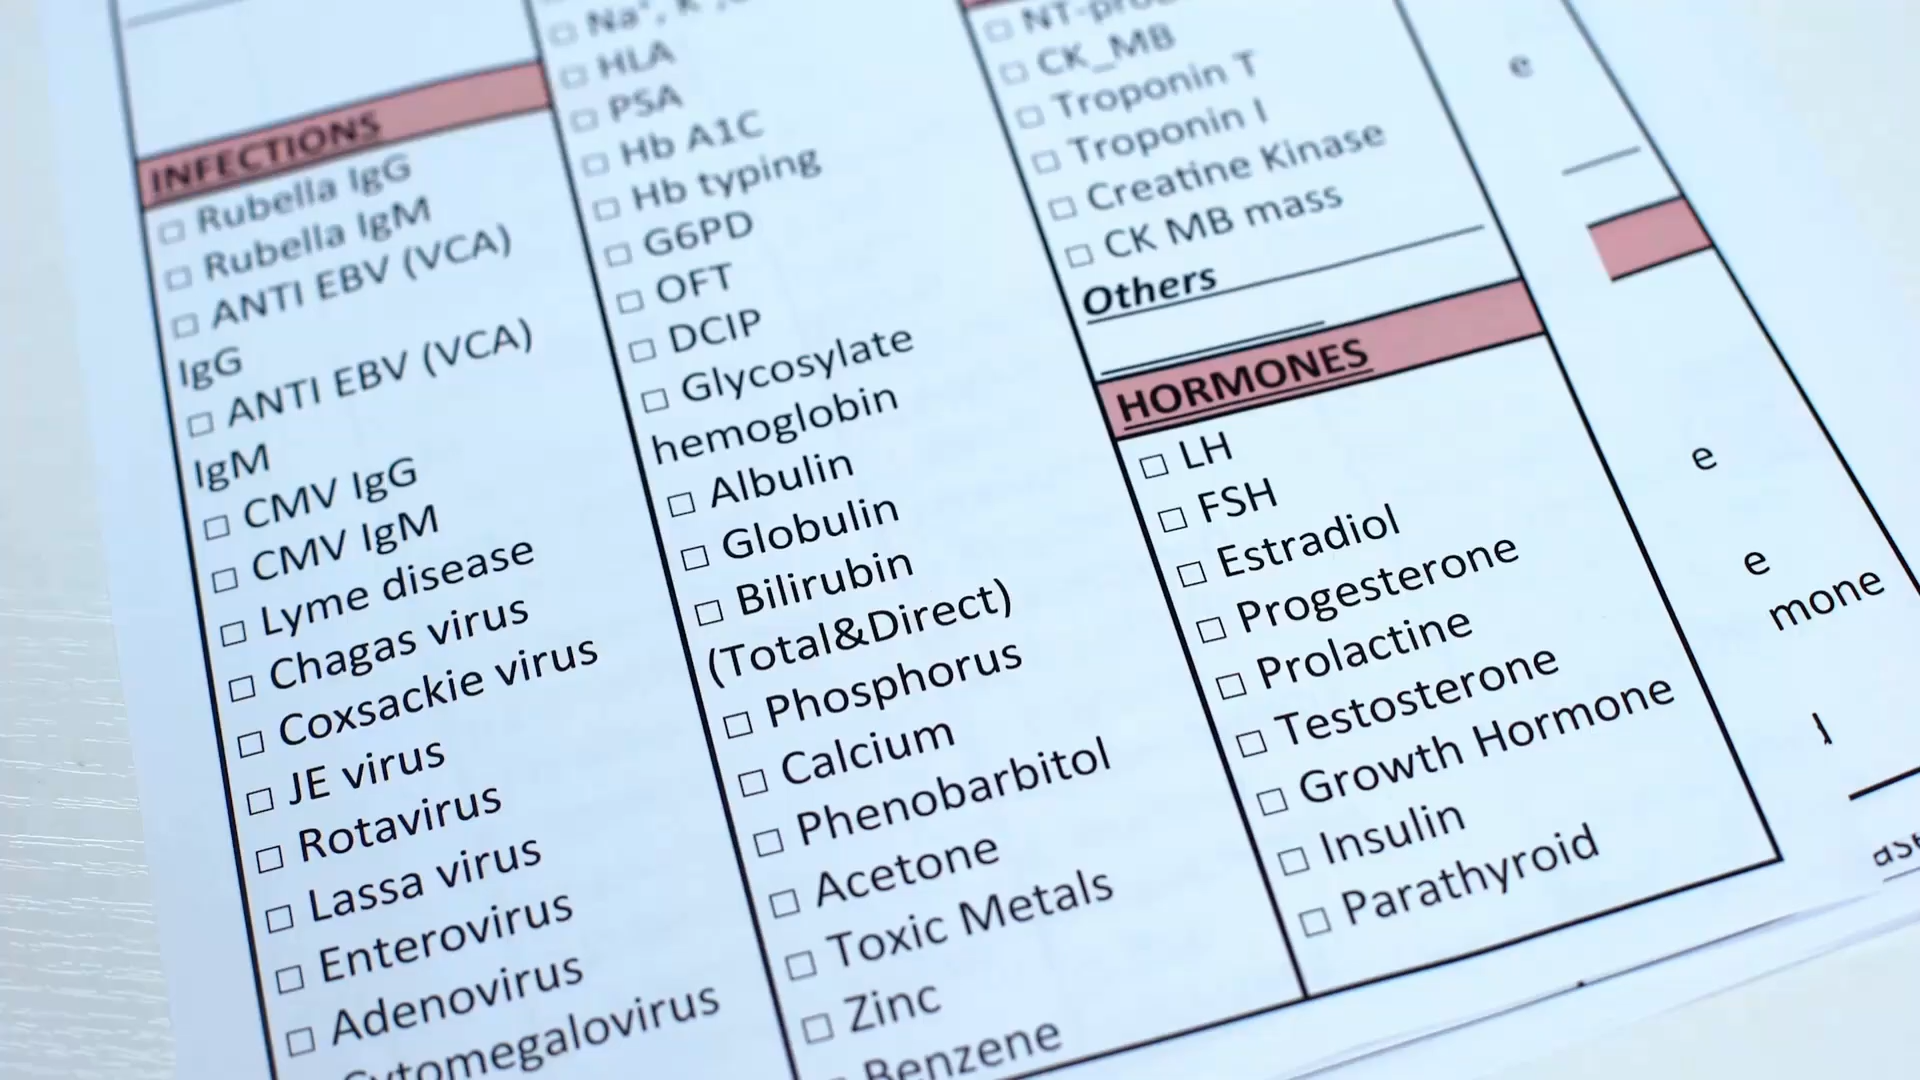 INFECTIONS
□ Rubella IgG
□ Rubella IgM
□ ANTI EBV (VCA)
IgG
□ ANTI EBV (VCA)
IgM
□ CMV IgG
□ CMV IgM
□ Lyme disease
□ Chagas virus
□ Coxsackie virus
□ JE virus
□ Rotavirus
□ Lassa virus
□ Enterovirus
□ Adenovirus
□ HLA
□ PSA
□ Hb A1C
□ Hb typing
□ G6PD
□ OFT
□ DCIP
□ Glycosylate
hemoglobin
□ Albulin
□ Globulin
□ Bilirubin
(Total&Direct)
□ Phosphorus
□ Calcium
□ Phenobarbitol
□ Acetone
□ Toxic Metals
□ Zinc
Benzene
□ CK_MB
□ Troponin T
□ Troponin I
□ Creatine Kinase
□ CK MB mass
Others
HORMONES
□ LH
□ FSH
□ Estradiol
□ Progesterone
□ Prolactine
□ Testosterone
□ Growth Hormone
□ Insulin
□ Parathyroid
e
e
e
mone